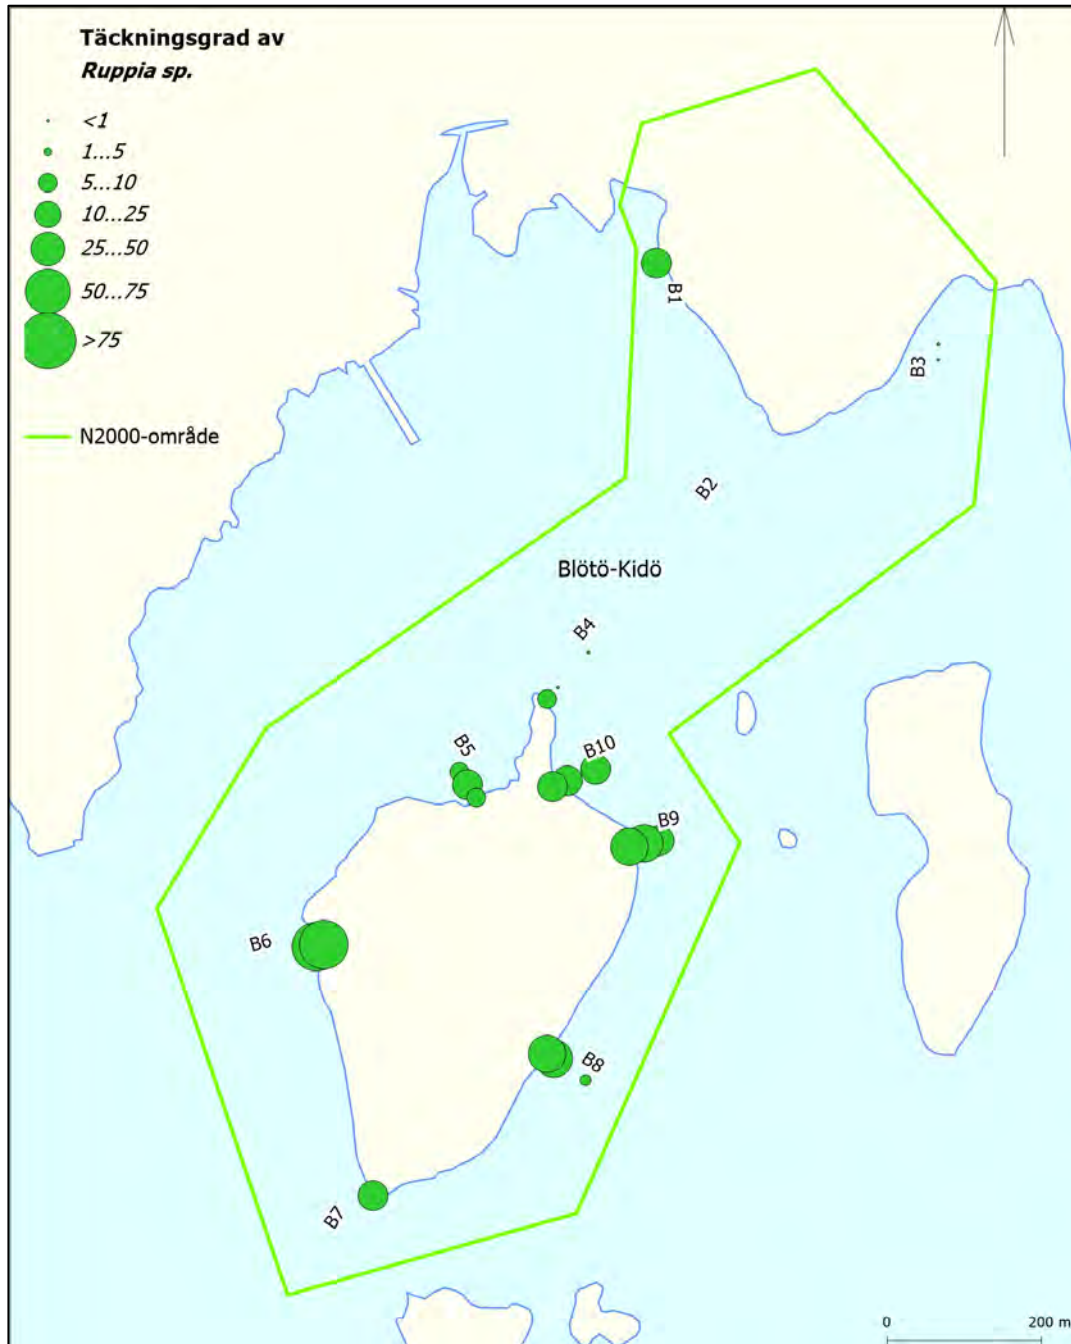 Täckningsgrad av
Ruppia sp.
<1
1...5
5...10
10...25
25...50
50...75
>75
N2000-område
B1
B3
B2
Blötö-Kidö
B4
B5
B10
B9
B6
B8
B7
0 200 m